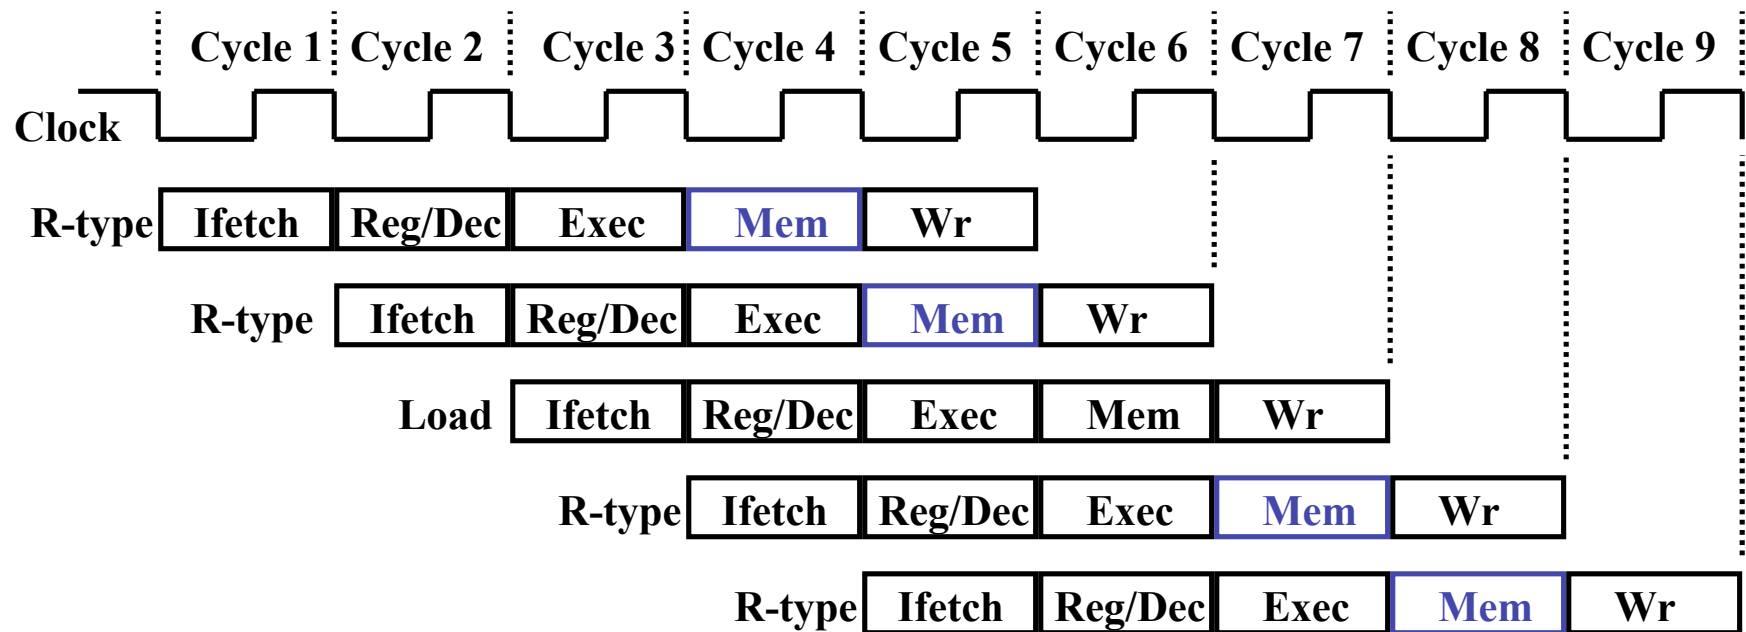 Cycle 1 Cycle 2 Cycle 3 Cycle 4 Cycle 5 Cycle 6 Cycle 7 Cycle 8 Cycle 9
Clock
R-type Ifetch Reg/Dec Exec Mem Wr
R-type Ifetch Reg/Dec Exec Mem Wr
Load Ifetch Reg/Dec Exec Mem Wr
R-type Ifetch Reg/Dec Exec Mem Wr
R-type Ifetch Reg/Dec Exec Mem Wr